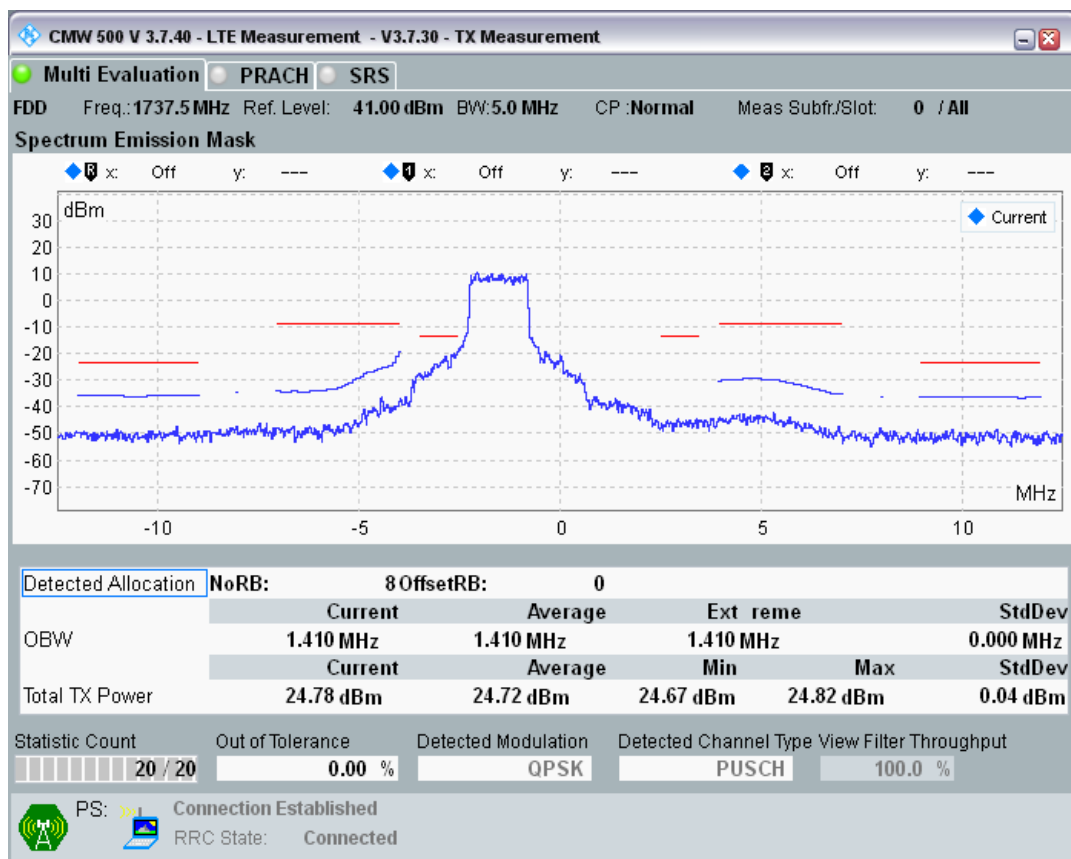 CMW 500 V 3.7.40 - LTE Measurement - V3.7.30 - TX Measurement
Multi Evaluation PRACH SRS
FDD Freq.: 1737.5 MHz Ref. Level: 41.00 dBm BW: 5.0 MHz CP : Normal Meas Subfr./Slot: 0 / All
Spectrum Emission Mask
R x: Off y: --- 1 x: Off y: --- 2 x: Off y: ---
dBm
Current
30
20
10
0
-10
-20
-30
-40
-50
-60
-70
MHz
-10 -5 0 5 10
Detected Allocation NoRB: 8 OffsetRB: 0
Current Average Ext reme StdDev
OBW 1.410 MHz 1.410 MHz 1.410 MHz 0.000 MHz
Current Average Min Max StdDev
Total TX Power 24.78 dBm 24.72 dBm 24.67 dBm 24.82 dBm 0.04 dBm
Statistic Count Out of Tolerance Detected Modulation Detected Channel Type View Filter Throughput
20 / 20 0.00 % QPSK PUSCH 100.0 %
PS: Connection Established
RRC State: Connected